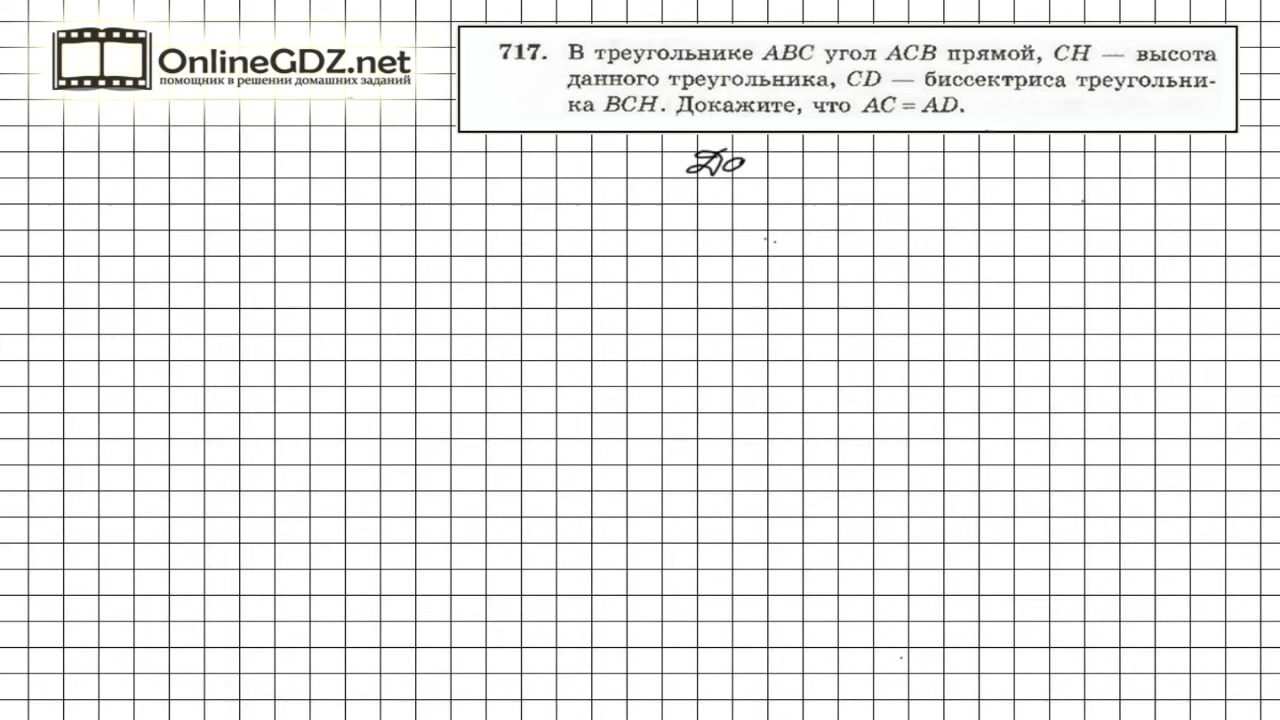 OnlineGDZ.net
помощник в решении домашних заданий
717. В треугольнике ABC угол ACB прямой, CH — высота
данного треугольника, CD — биссектриса треугольни-
ка BCH. Докажите, что AC = AD.
До